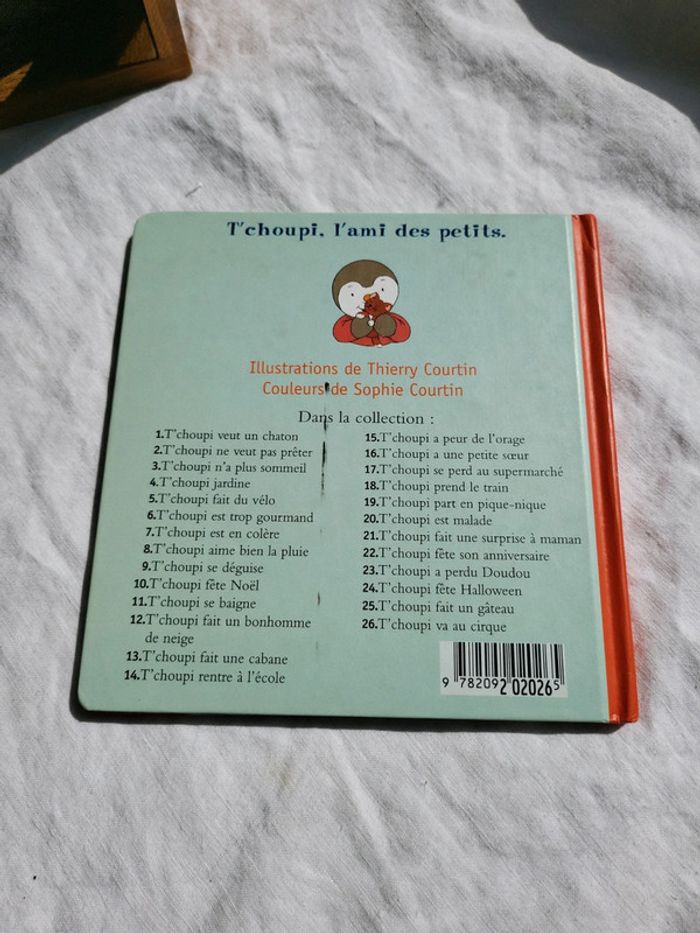 T'choupi, l'ami des petits.
Illustrations de Thierry Courtin
Couleurs de Sophie Courtin
Dans la collection :
1.T'choupi veut un chaton
2.T'choupi ne veut pas prêter
3.T'choupi n'a plus sommeil
4.T'choupi jardine
5.T'choupi fait du vélo
6.T'choupi est trop gourmand
7.T'choupi est en colère
8.T'choupi aime bien la pluie
9.T'choupi se déguise
10.T'choupi fête Noël
11.T'choupi se baigne
12.T'choupi fait un bonhomme
de neige
13.T'choupi fait une cabane
14.T'choupi rentre à l'école
15.T'choupi a peur de l'orage
16.T'choupi a une petite sœur
17.T'choupi se perd au supermarché
18.T'choupi prend le train
19.T'choupi part en pique-nique
20.T'choupi est malade
21.T'choupi fait une surprise à maman
22.T'choupi fête son anniversaire
23.T'choupi a perdu Doudou
24.T'choupi fête Halloween
25.T'choupi fait un gâteau
26.T'choupi va au cirque
9 782092 020265